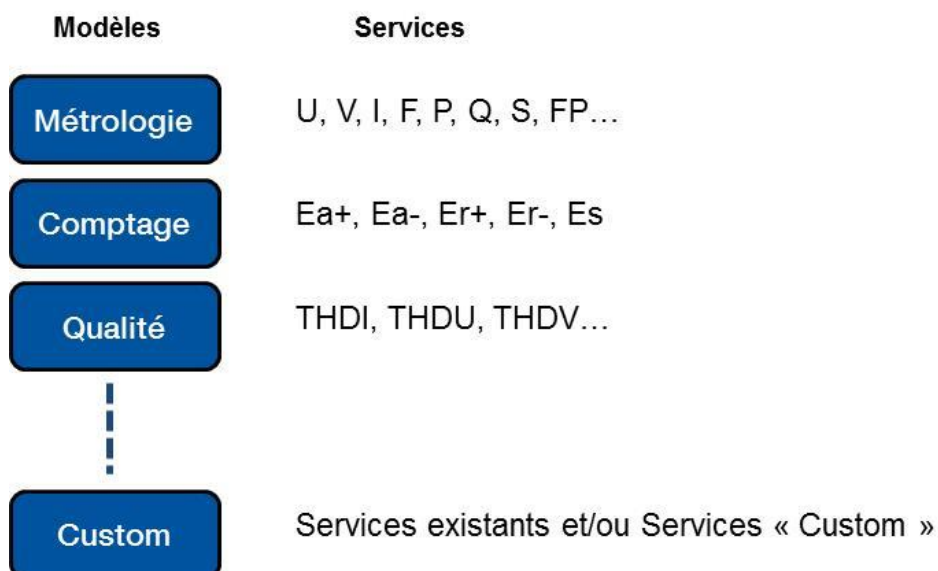 Modèles Services
Métrologie U, V, I, F, P, Q, S, FP…
Comptage Ea+, Ea-, Er+, Er-, Es
Qualité THDI, THDU, THDV…
Custom Services existants et/ou Services « Custom »